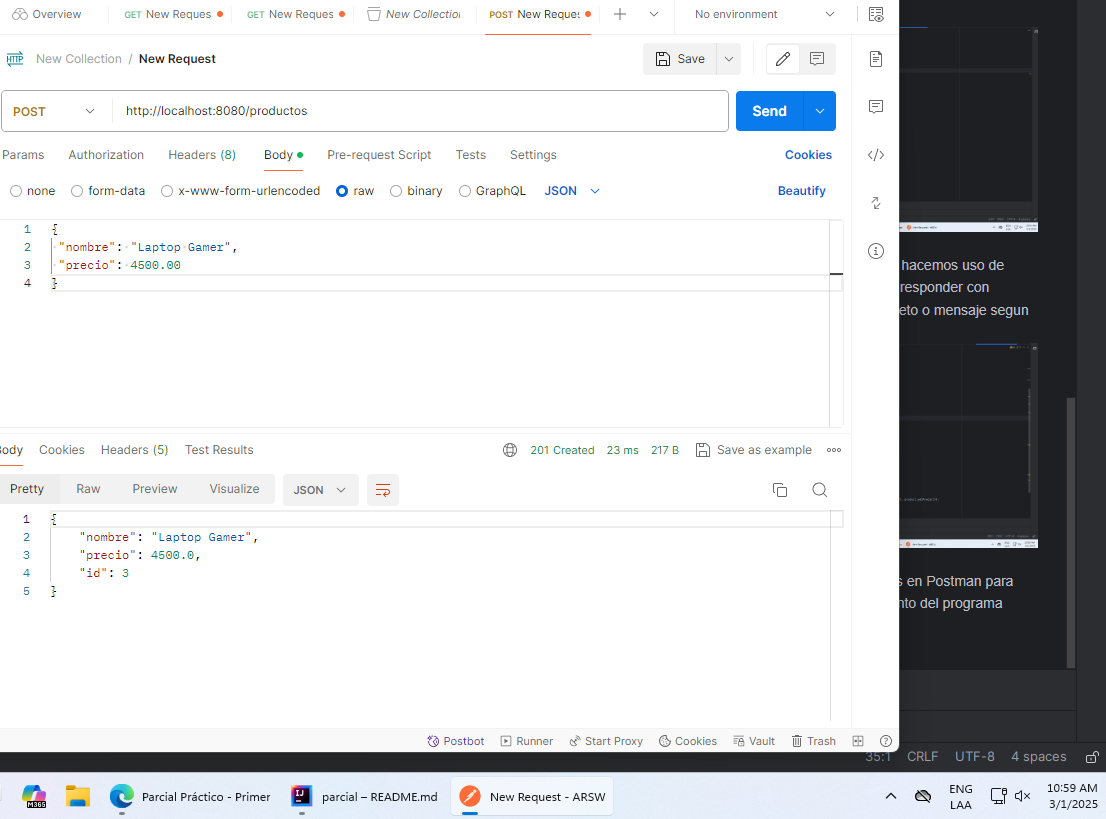 Overview
GET New Reques
GET New Reques
New Collection
POST New Reques
No environment
HTTP New Collection / New Request
Save
POST
http://localhost:8080/productos
Send
Params
Authorization
Headers (8)
Body
Pre-request Script
Tests
Settings
Cookies
none
form-data
x-www-form-urlencoded
raw
binary
GraphQL
JSON
Beautify
1 {
2 "nombre": "Laptop Gamer",
3 "precio": 4500.00
4 }
hacemos uso de
responder con
eto o mensaje segun
Body
Cookies
Headers (5)
Test Results
201 Created
23 ms
217 B
Save as example
Pretty
Raw
Preview
Visualize
JSON
1 {
2 "nombre": "Laptop Gamer",
3 "precio": 4500.0,
4 "id": 3
5 }
s en Postman para
nto del programa
Postbot
Runner
Start Proxy
Cookies
Vault
Trash
35:1
CRLF
UTF-8
4 spaces
M365
Parcial Práctico - Primer
IJ
parcial – README.md
New Request - ARSW
ENG
LAA
10:59 AM
3/1/2025